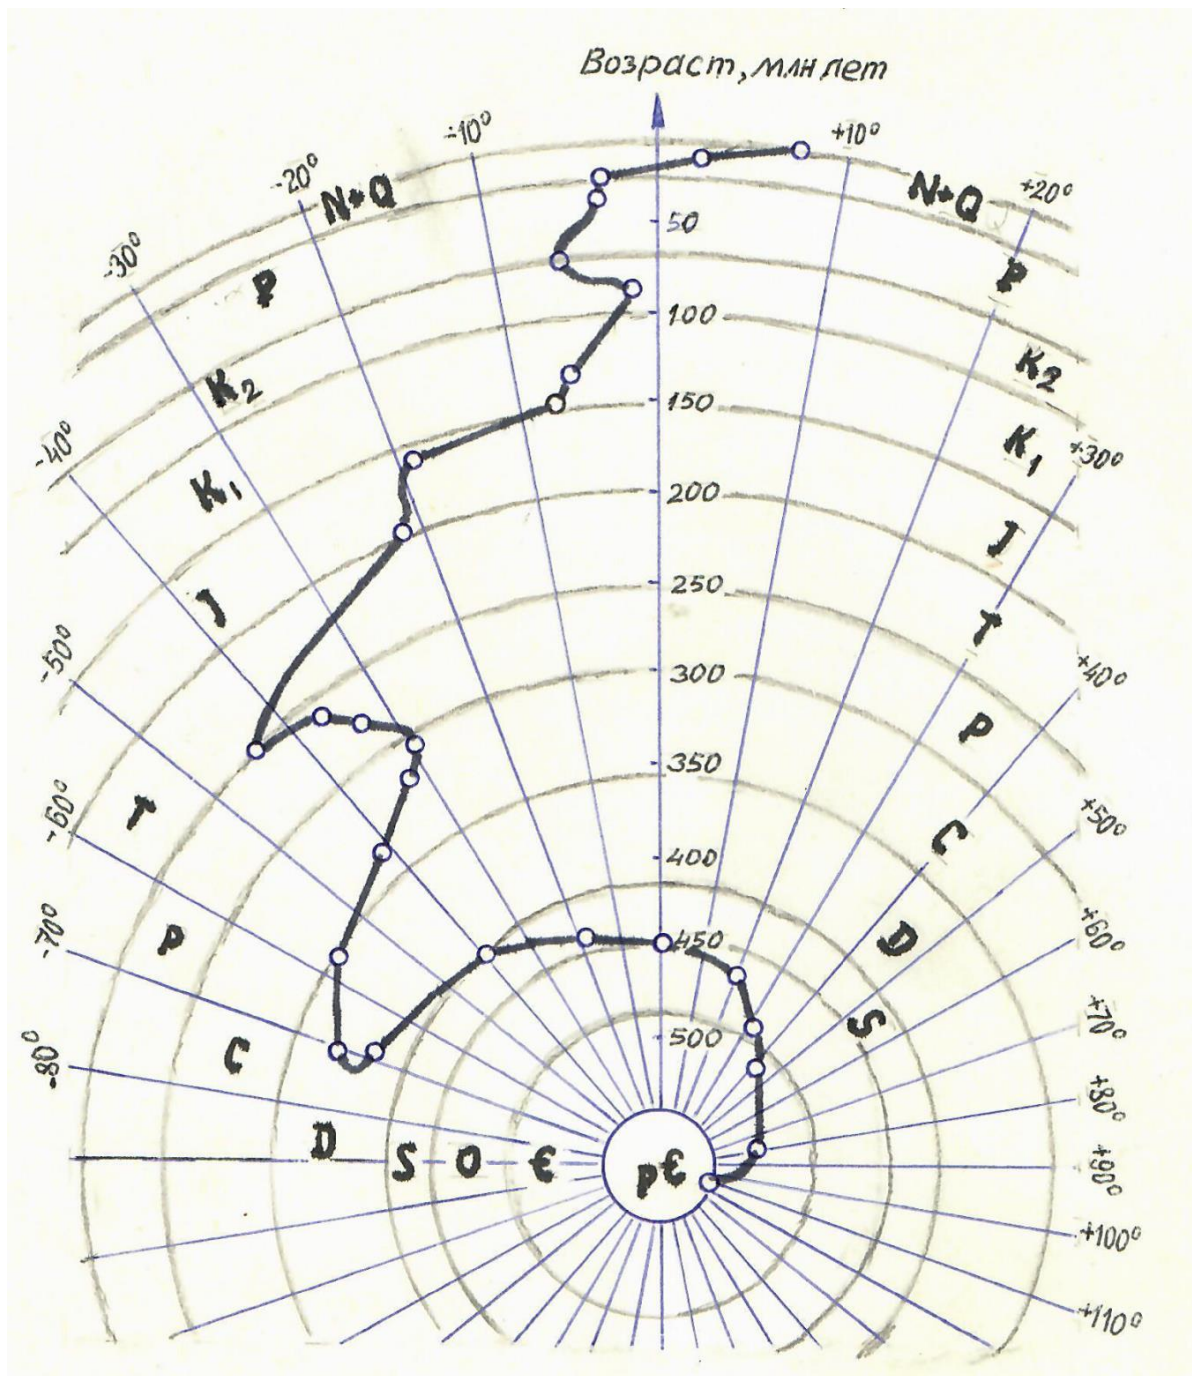 Возраст, млн лет
-10° +10°
-20° +20°
N+Q N+Q
-30°
50
P P
100
K2 K2
150
-40° K1 K1 +30°
200
J J
250
-50° T T +40°
300
P
350
-60° T C +50°
400
-70° P 450 D +60°
500 S +70°
-80° C +80°
D S O Є pЄ +90°
+100°
+110°